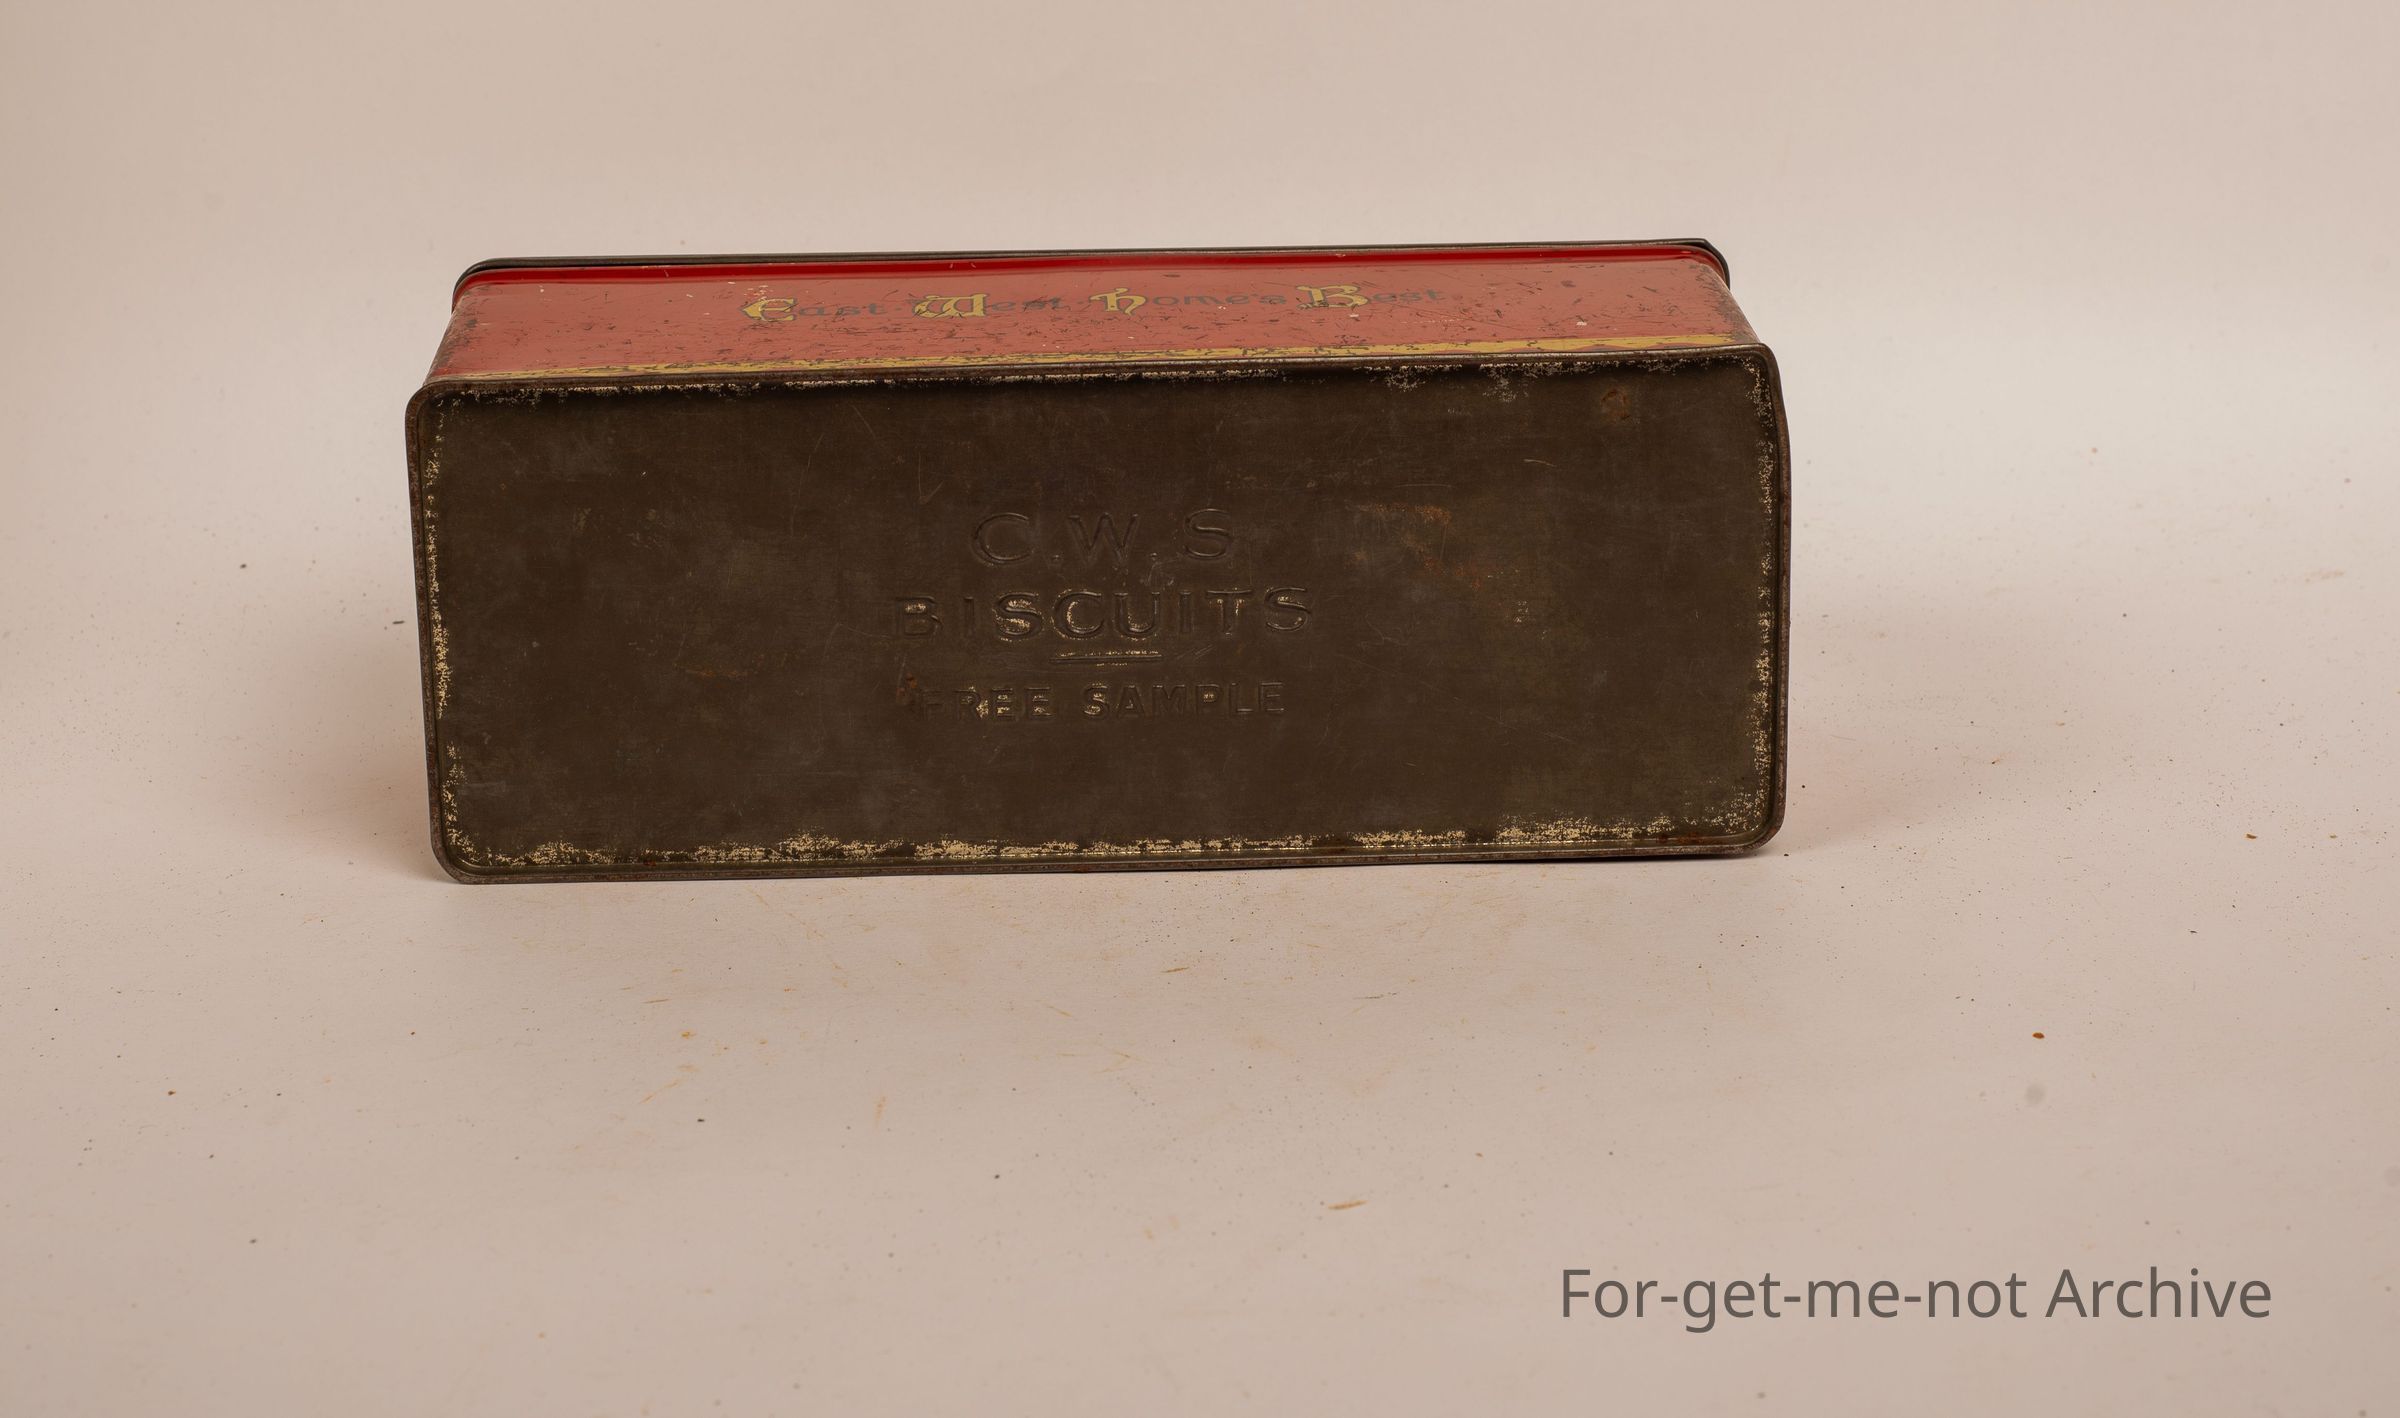 East West Home's Best
C.W.S
BISCUITS
FREE SAMPLE
For-get-me-not Archive